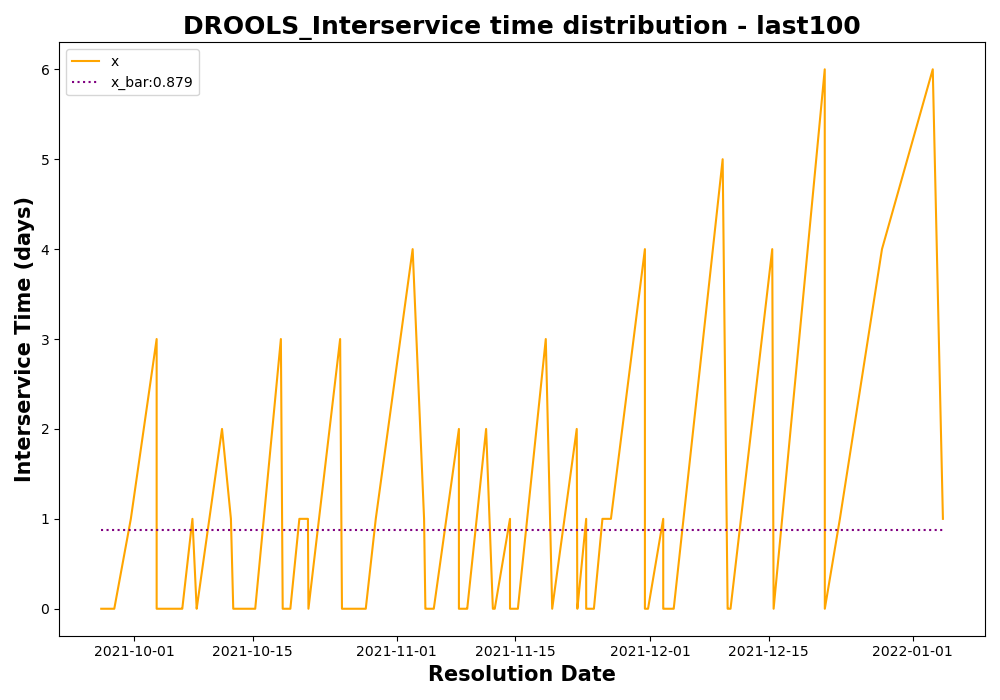 DROOLS_Interservice time distribution - last100
x
x_bar:0.879
Interservice Time (days)
6
5
4
3
2
1
0
2021-10-01
2021-10-15
2021-11-01
2021-11-15
2021-12-01
2021-12-15
2022-01-01
Resolution Date